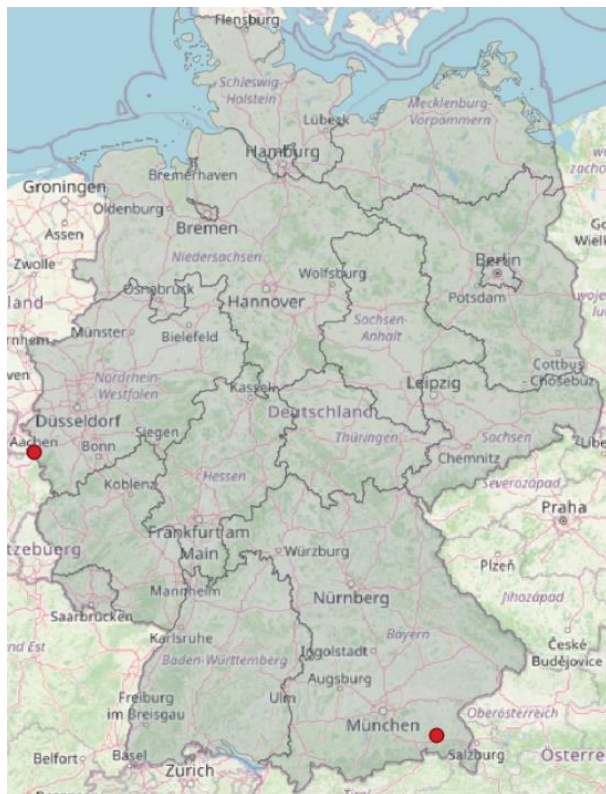 Flensburg
Schleswig-
Holstein
Mecklenburg-
Vorpommern
Lübeck
Hamburg
Bremerhaven
Groningen
Oldenburg
Bremen
Assen
Zwolle
Niedersachsen
Wolfsburg
Berlin
Potsdam
Osnabrück
Hannover
Münster
Bielefeld
Sachsen-
Anhalt
Cottbus
- Chóśebuz
Nordrhein-
Westfalen
Kassel
Leipzig
Düsseldorf
Deutschland
Siegen
Aachen
Bonn
Thüringen
Sachsen
Chemnitz
Koblenz
Hessen
Severozápad
Praha
Frankfurt am
Main
Würzburg
Plzeň
Mannheim
Nürnberg
Jihozápad
Saarbrücken
Karlsruhe
Bayern
České
Budějovice
Baden-Württemberg
Ingolstadt
Augsburg
Freiburg
im Breisgau
Ulm
München
Oberösterreich
Salzburg
Belfort
Basel
Zürich
Österre
Tirol